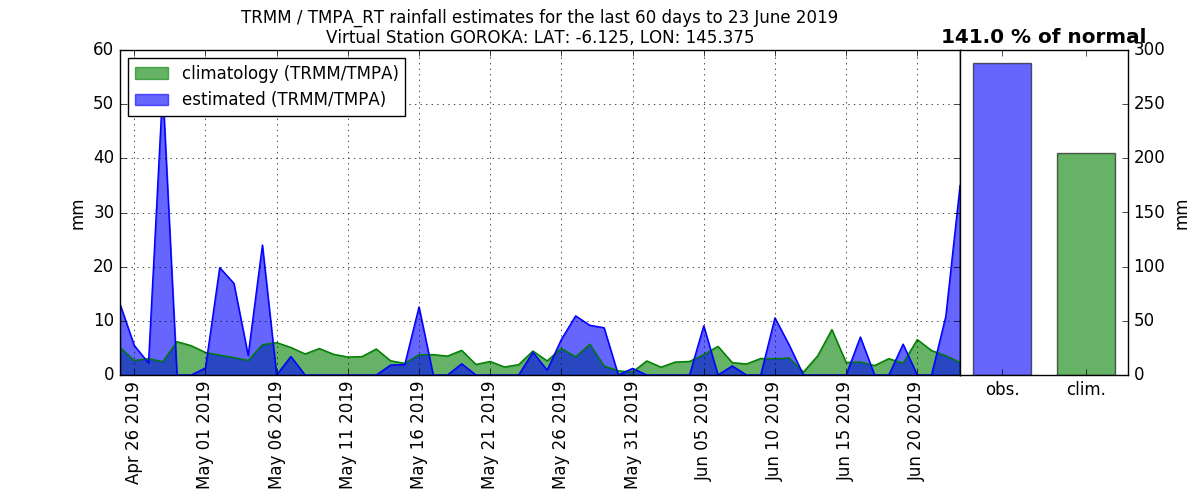 TRMM / TMPA_RT rainfall estimates for the last 60 days to 23 June 2019
Virtual Station GOROKA: LAT: -6.125, LON: 145.375
141.0 % of normal
climatology (TRMM/TMPA)
estimated (TRMM/TMPA)
mm
60
50
40
30
20
10
0
Apr 26 2019
May 01 2019
May 06 2019
May 11 2019
May 16 2019
May 21 2019
May 26 2019
May 31 2019
Jun 05 2019
Jun 10 2019
Jun 15 2019
Jun 20 2019
obs.
clim.
300
250
200
150
100
50
0
mm